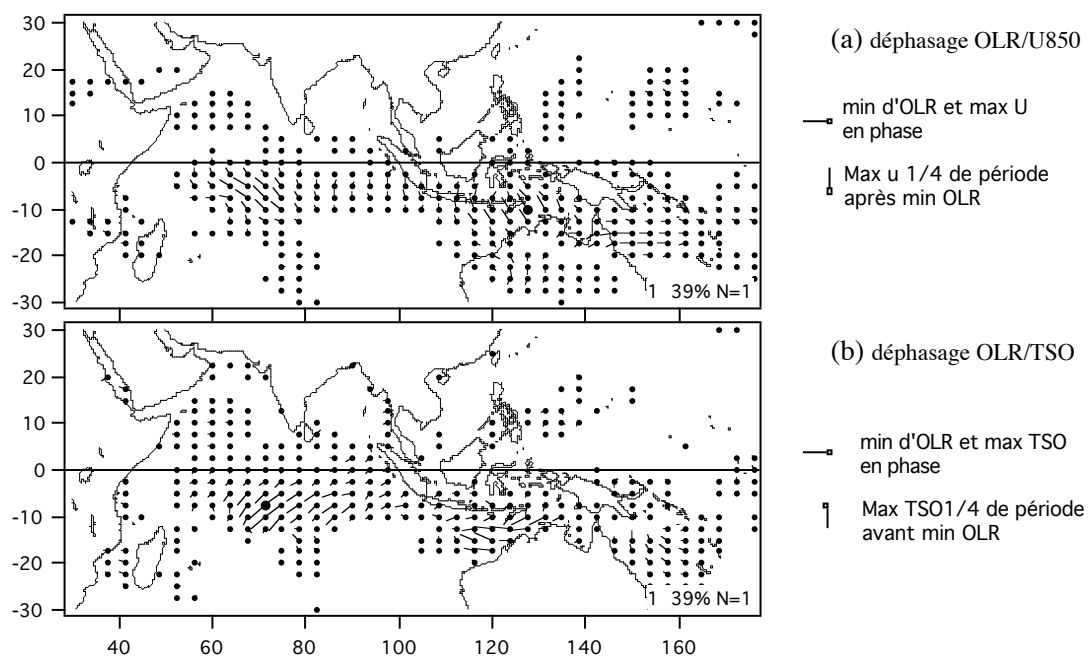 30
20
10
0
-10
-20
-30
1 39% N=1
(a) déphasage OLR/U850
min d'OLR et max U
en phase
Max u 1/4 de période
après min OLR
30
20
10
0
-10
-20
-30
1 39% N=1
40
60
80
100
120
140
160
(b) déphasage OLR/TSO
min d'OLR et max TSO
en phase
Max TSO1/4 de période
avant min OLR